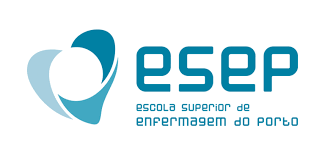 esep
escola superior de
enfermagem do porto